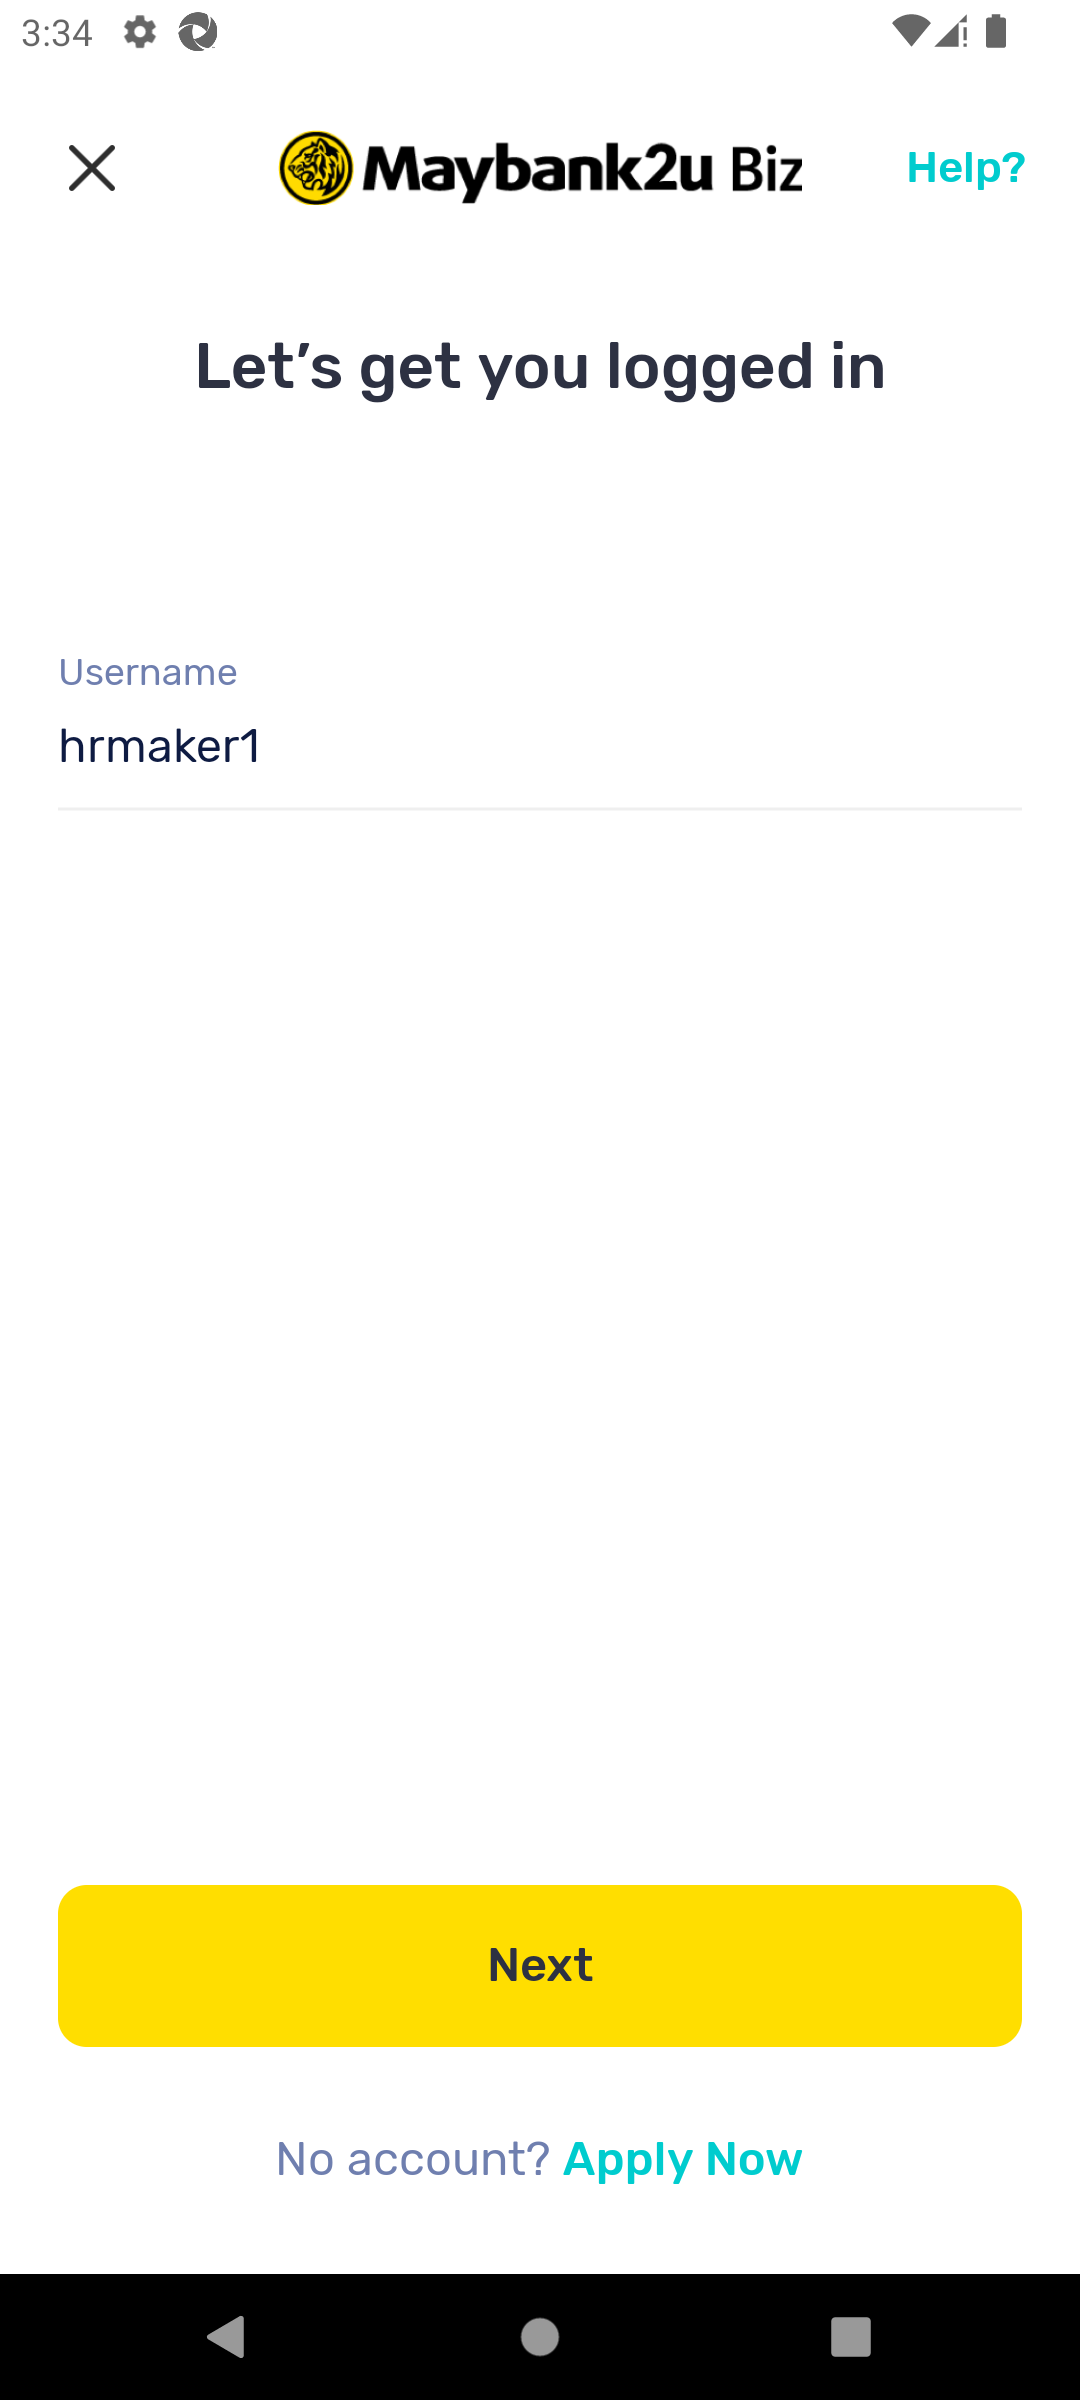 3:34
Maybank2u Biz
Help?
Let’s get you logged in
Username
hrmaker1
Next
No account? Apply Now